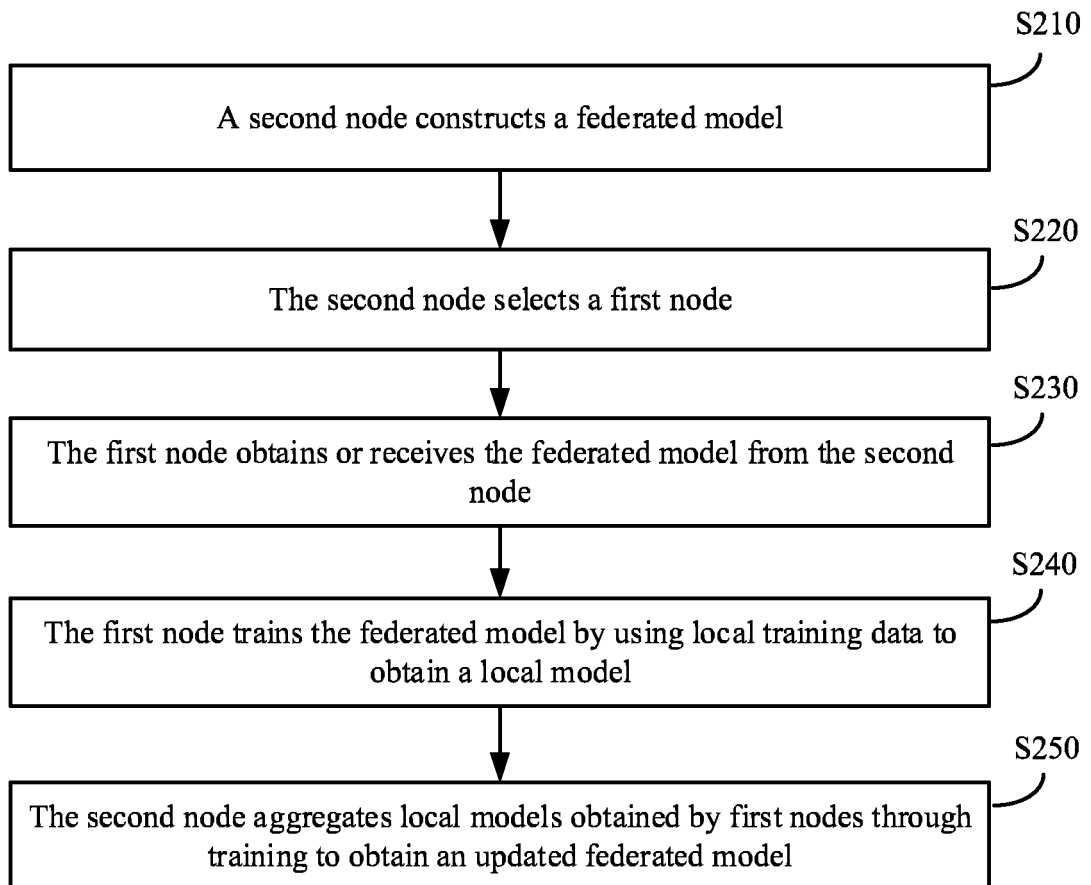 S210
A second node constructs a federated model
S220
The second node selects a first node
S230
The first node obtains or receives the federated model from the second
node
S240
The first node trains the federated model by using local training data to
obtain a local model
S250
The second node aggregates local models obtained by first nodes through
training to obtain an updated federated model